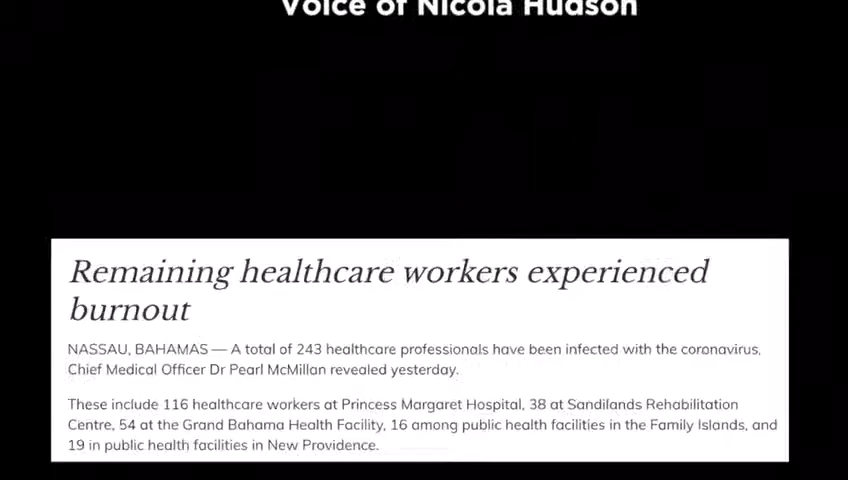 Voice of Nicola Hudson
Remaining healthcare workers experienced
burnout
NASSAU, BAHAMAS — A total of 243 healthcare professionals have been infected with the coronavirus,
Chief Medical Officer Dr Pearl McMillan revealed yesterday.
These include 116 healthcare workers at Princess Margaret Hospital, 38 at Sandilands Rehabilitation
Centre, 54 at the Grand Bahama Health Facility, 16 among public health facilities in the Family Islands, and
19 in public health facilities in New Providence.